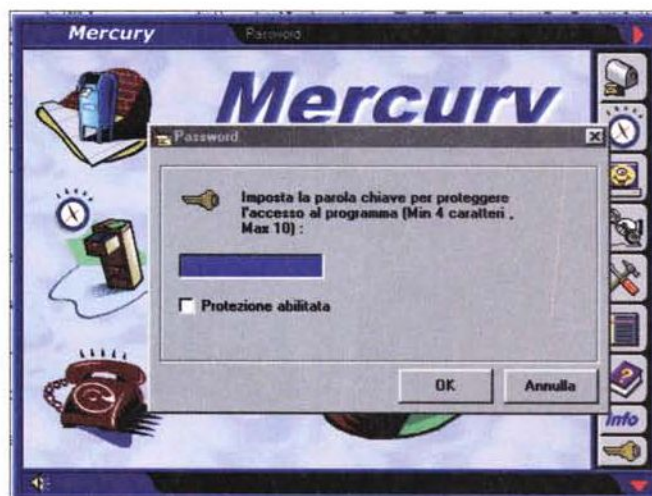 Mercury
Password
Mercury
Password
Imposta la parola chiave per proteggere
l'accesso al programma (Min 4 caratteri ,
Max 10) :
Protezione abilitata
OK
Annulla
info